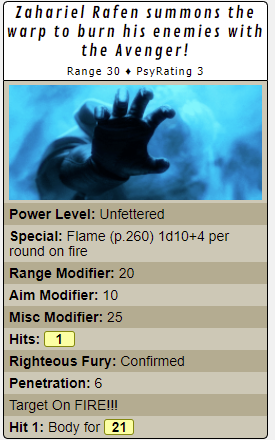 Zahariel Rafen summons the
warp to burn his enemies with
the Avenger!
Range 30 ♦ PsyRating 3
Power Level: Unfettered
Special: Flame (p.260) 1d10+4 per
round on fire
Range Modifier: 20
Aim Modifier: 10
Misc Modifier: 25
Hits: 1
Righteous Fury: Confirmed
Penetration: 6
Target On FIRE!!!
Hit 1: Body for 21